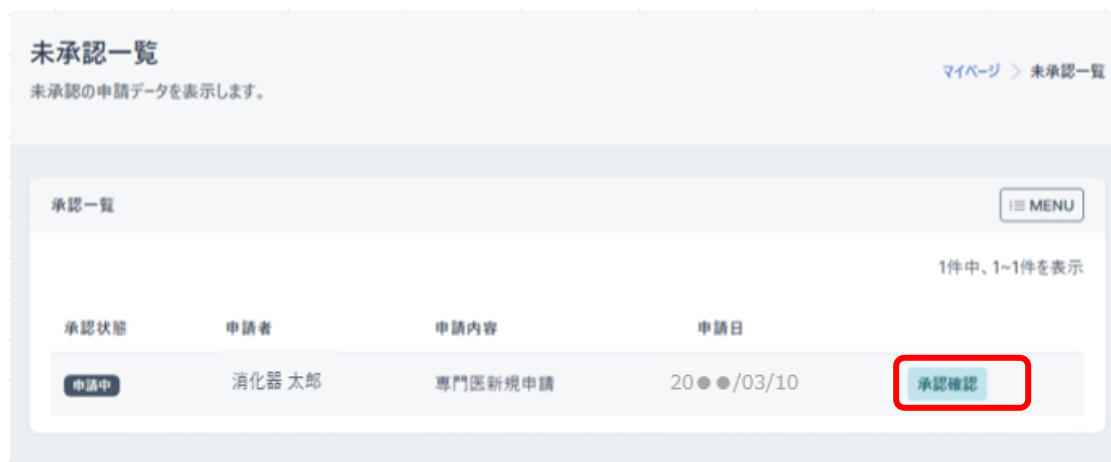 未承認一覧
未承認の申請データを表示します。
マイページ > 未承認一覧
承認一覧
MENU
1件中、1~1件を表示
承認状態 申請者 申請内容 申請日
申請中 消化器 太郎 専門医新規申請 20●●/03/10 承認確認